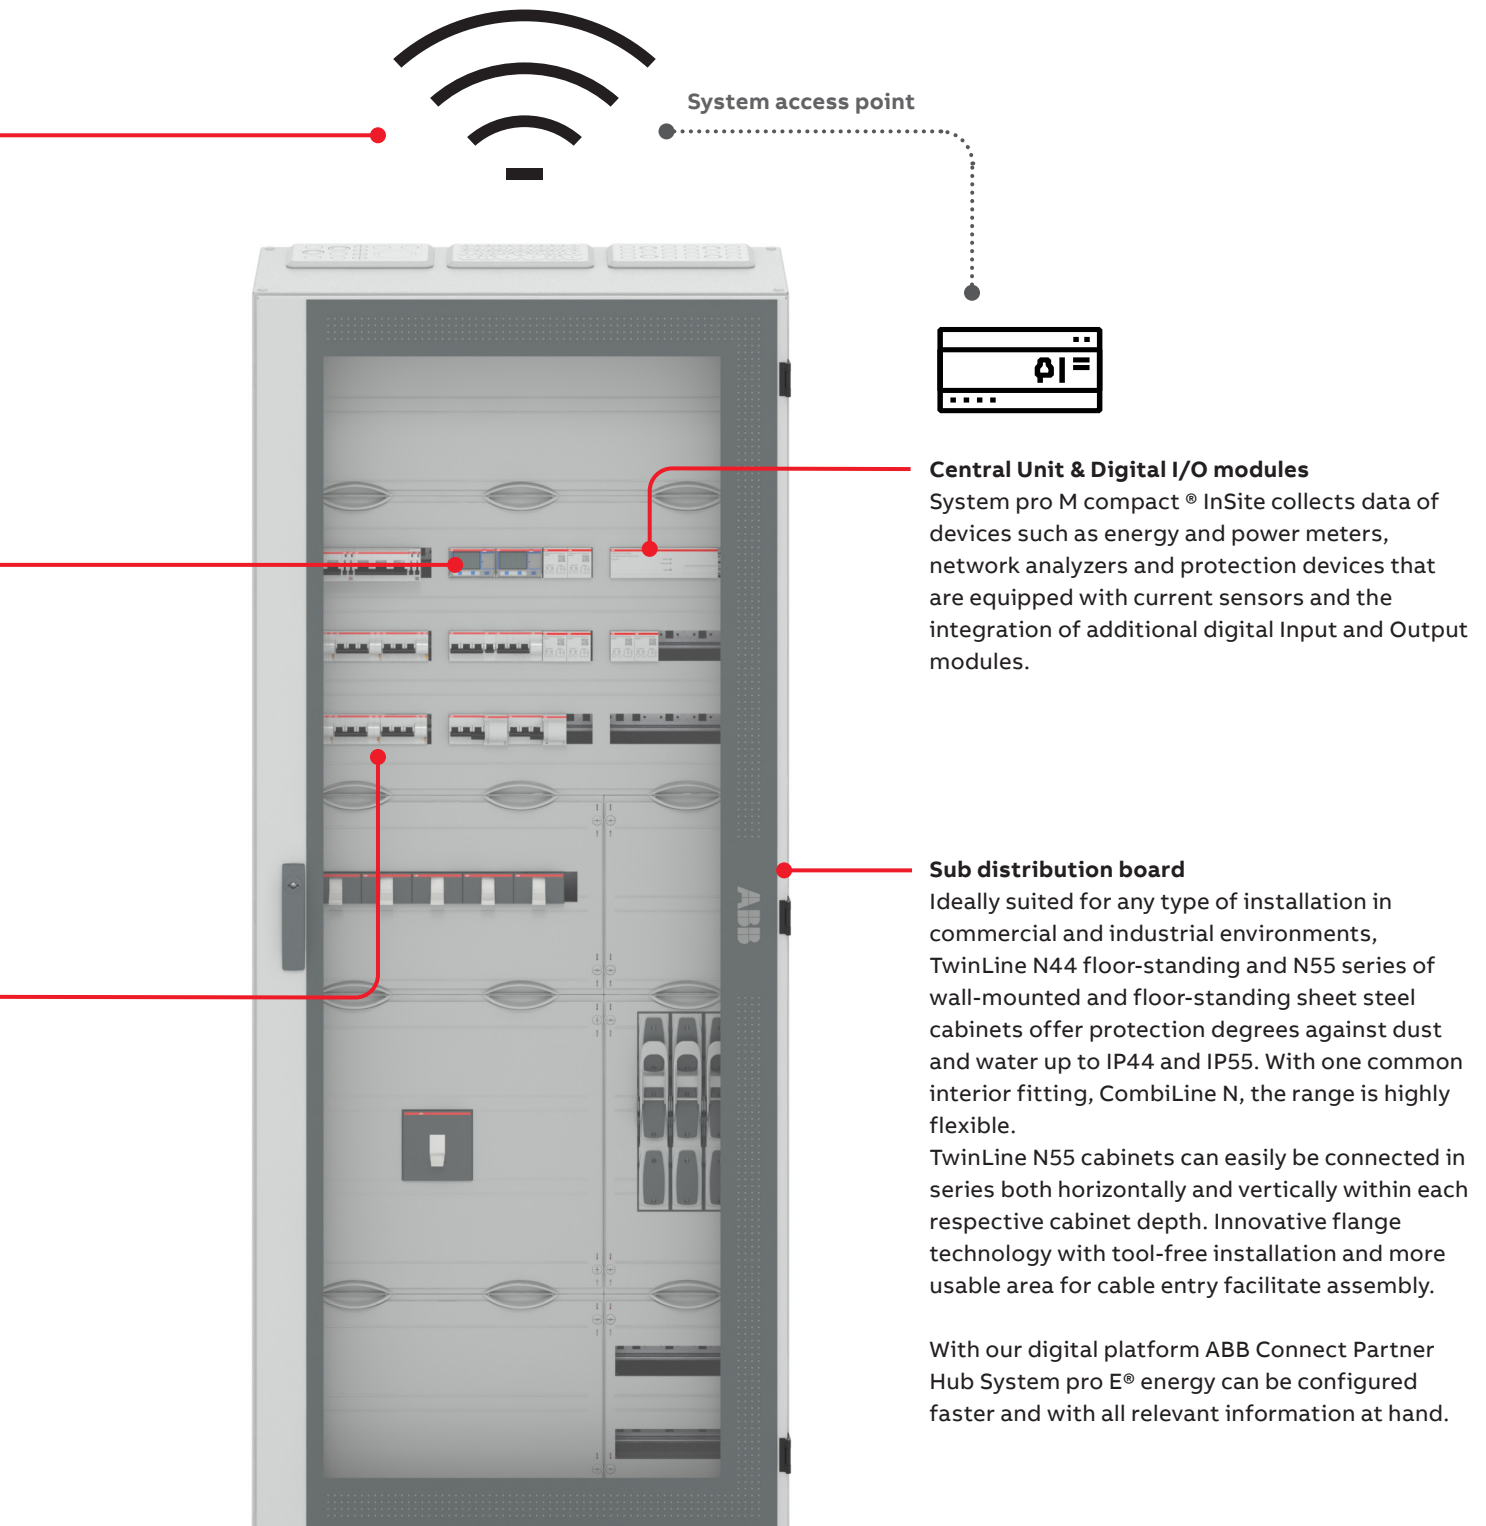 System access point
Central Unit & Digital I/O modules
System pro M compact ® InSite collects data of
devices such as energy and power meters,
network analyzers and protection devices that
are equipped with current sensors and the
integration of additional digital Input and Output
modules.
ABB
Sub distribution board
Ideally suited for any type of installation in
commercial and industrial environments,
TwinLine N44 floor-standing and N55 series of
wall-mounted and floor-standing sheet steel
cabinets offer protection degrees against dust
and water up to IP44 and IP55. With one common
interior fitting, CombiLine N, the range is highly
flexible.
TwinLine N55 cabinets can easily be connected in
series both horizontally and vertically within each
respective cabinet depth. Innovative flange
technology with tool-free installation and more
usable area for cable entry facilitate assembly.
With our digital platform ABB Connect Partner
Hub System pro E® energy can be configured
faster and with all relevant information at hand.